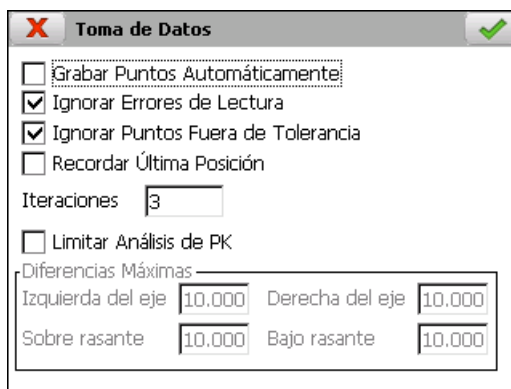 Toma de Datos
Grabar Puntos Automáticamente
Ignorar Errores de Lectura
Ignorar Puntos Fuera de Tolerancia
Recordar Última Posición
Iteraciones 3
Limitar Análisis de PK
Diferencias Máximas
Izquierda del eje 10.000 Derecha del eje 10.000
Sobre rasante 10.000 Bajo rasante 10.000